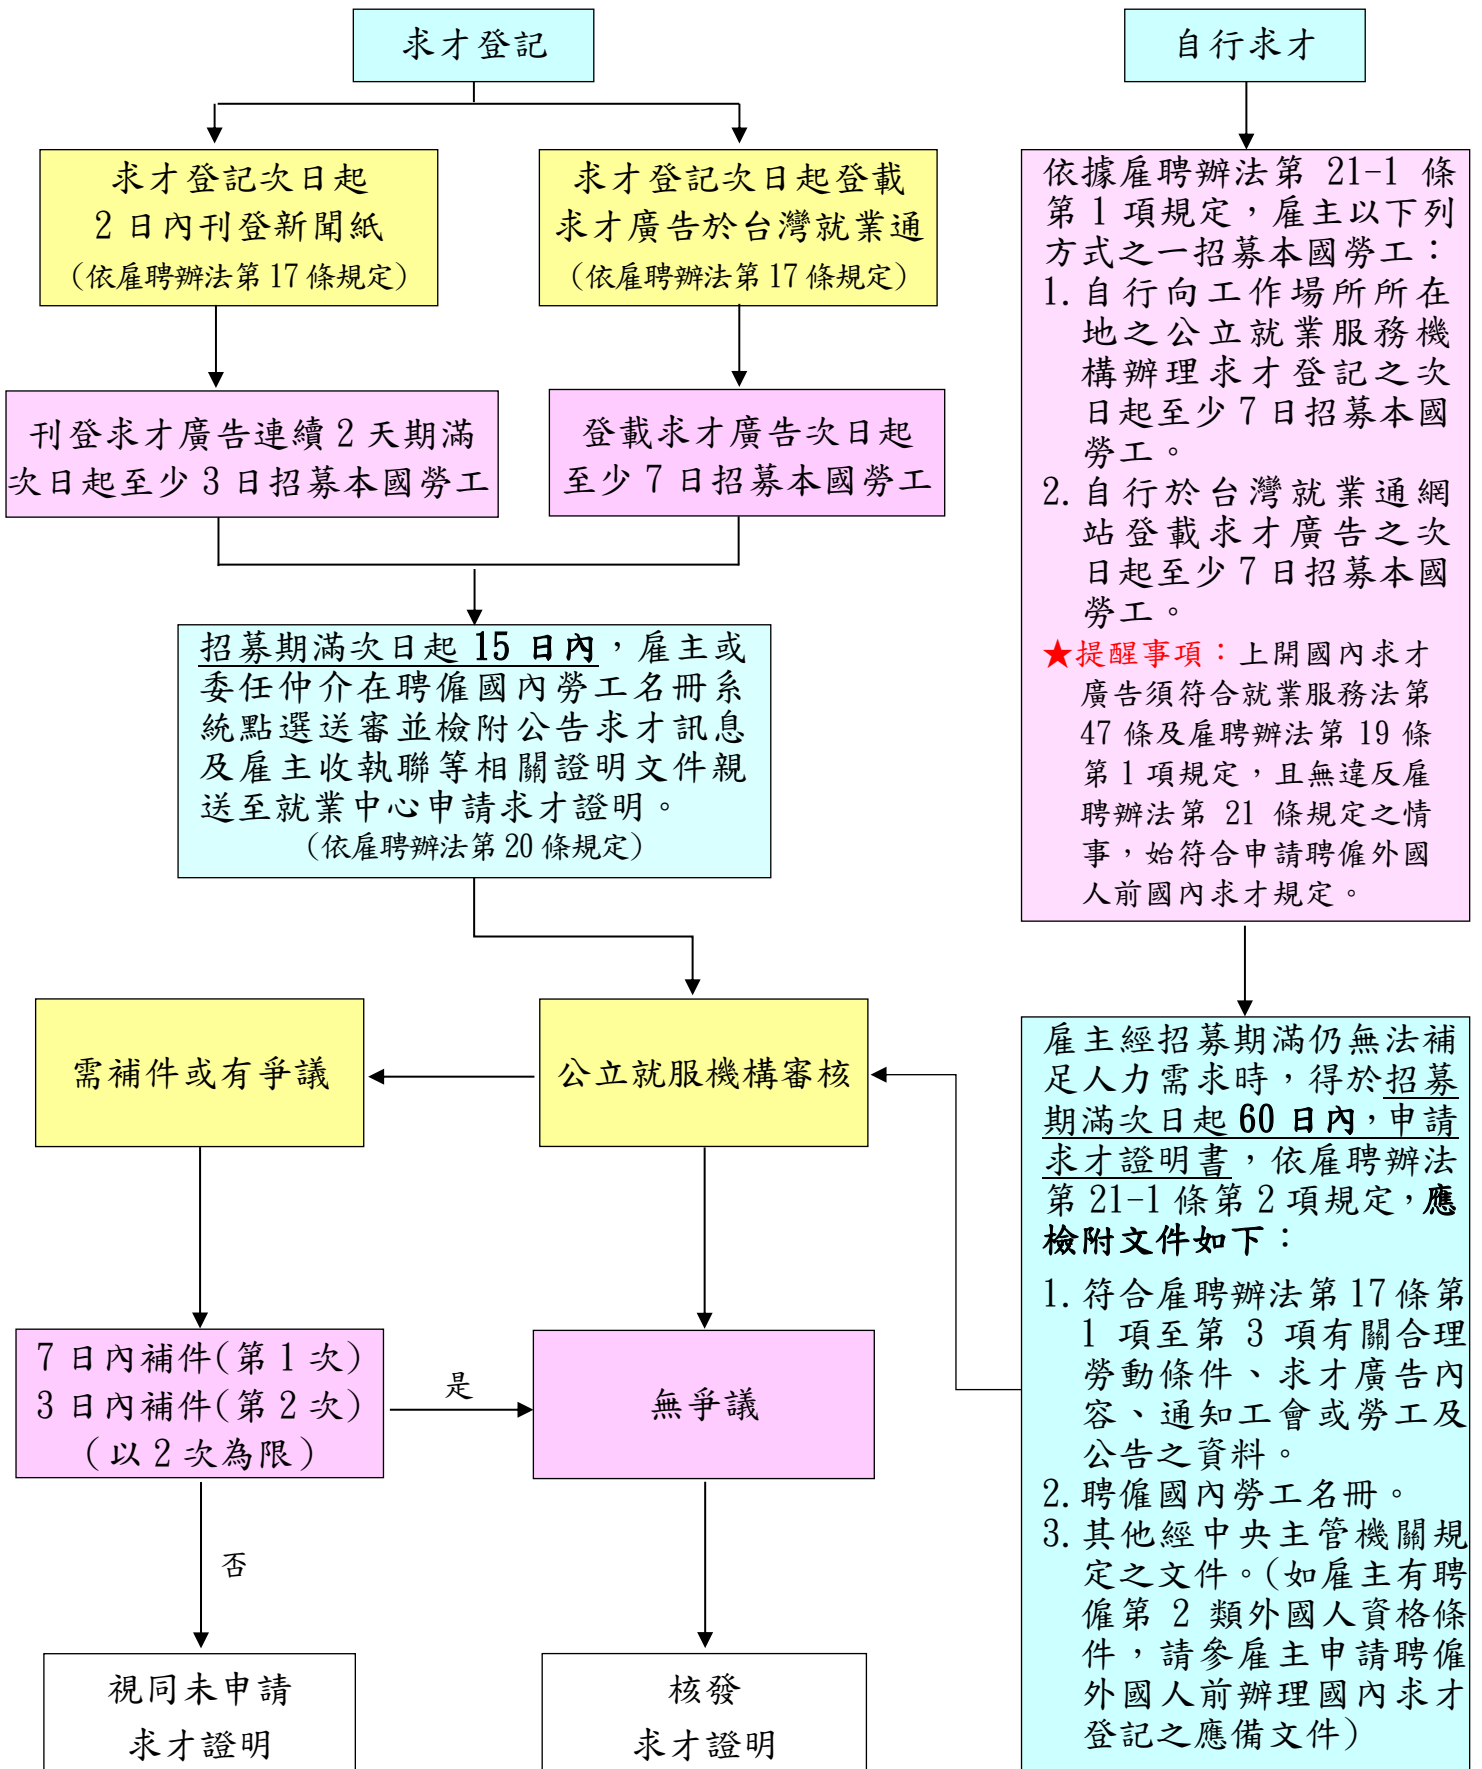 求才登記
求才登記次日起
2 日內刊登新聞紙
(依雇聘辦法第 17 條規定)
求才登記次日起登載
求才廣告於台灣就業通
(依雇聘辦法第 17 條規定)
刊登求才廣告連續 2 天期滿
次日起至少 3 日招募本國勞工
登載求才廣告次日起
至少 7 日招募本國勞工
招募期滿次日起 15 日內，雇主或
委任仲介在聘僱國內勞工名冊系
統點選送審並檢附公告求才訊息
及雇主收執聯等相關證明文件親
送至就業中心申請求才證明。
(依雇聘辦法第 20 條規定)
需補件或有爭議
公立就服機構審核
7 日內補件(第 1 次)
3 日內補件(第 2 次)
(以 2 次為限)
是
無爭議
否
視同未申請
求才證明
核發
求才證明
自行求才
依據雇聘辦法第 21-1 條
第 1 項規定，雇主以下列
方式之一招募本國勞工：
1. 自行向工作場所所在
地之公立就業服務機
構辦理求才登記之次
日起至少 7 日招募本國
勞工。
2. 自行於台灣就業通網
站登載求才廣告之次
日起至少 7 日招募本國
勞工。
★提醒事項：上開國內求才
廣告須符合就業服務法第
47 條及雇聘辦法第 19 條
第 1 項規定，且無違反雇
聘辦法第 21 條規定之情
事，始符合申請聘僱外國
人前國內求才規定。
雇主經招募期滿仍無法補
足人力需求時，得於招募
期滿次日起 60 日內，申請
求才證明書，依雇聘辦法
第 21-1 條第 2 項規定，應
檢附文件如下：
1. 符合雇聘辦法第 17 條第
1 項至第 3 項有關合理
勞動條件、求才廣告內
容、通知工會或勞工及
公告之資料。
2. 聘僱國內勞工名冊。
3. 其他經中央主管機關規
定之文件。(如雇主有聘
僱第 2 類外國人資格條
件，請參雇主申請聘僱
外國人前辦理國內求才
登記之應備文件)